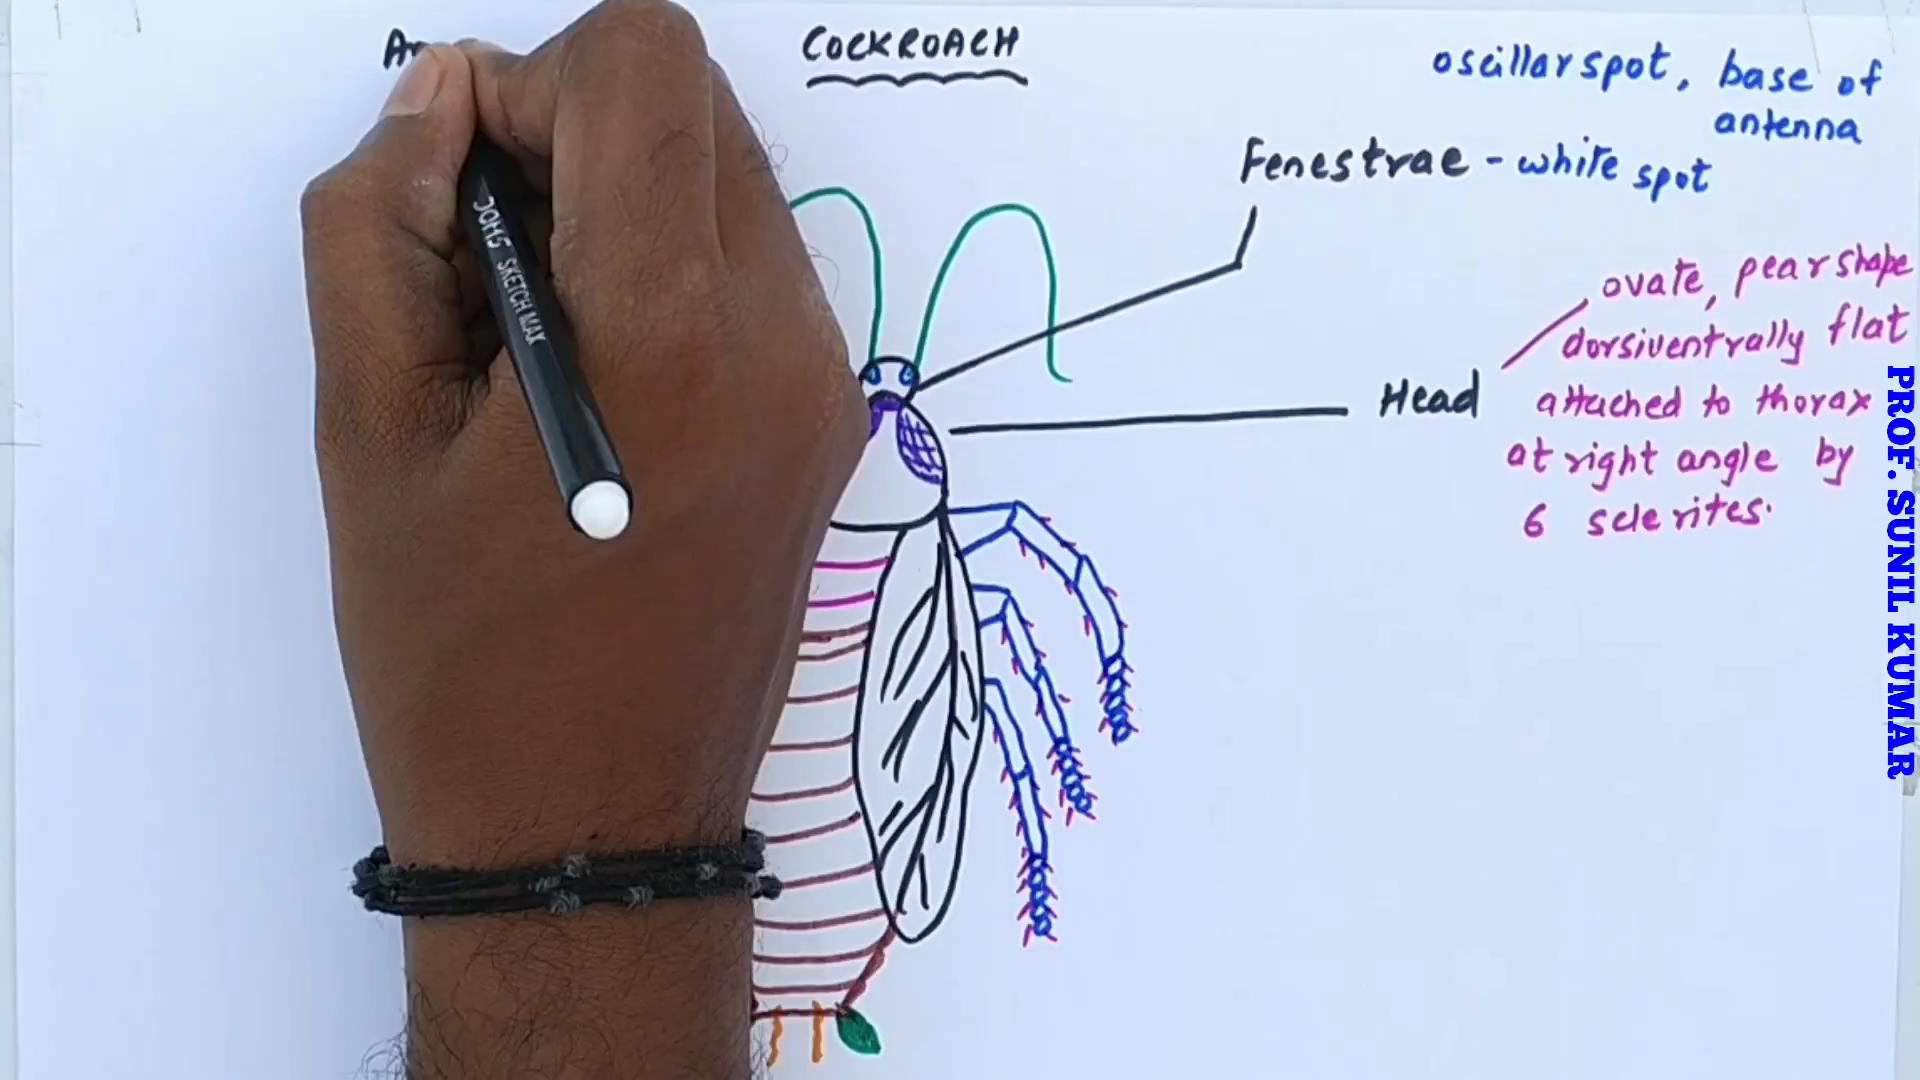 COCKROACH
oscillar spot, base of
antenna
Fenestrae - white spot
ovate, pear shape
dorsiventrally flat
Head attached to thorax
at right angle by
6 sclerites.
JOMS SKETCH MAX
PROF. SUNIL KUMAR